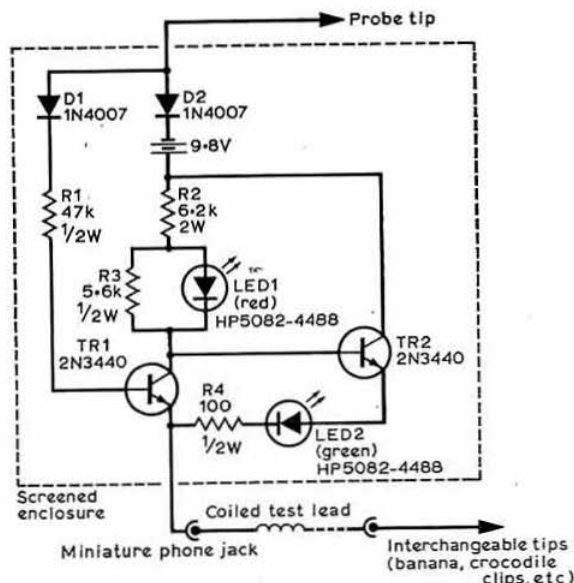 Probe tip
D1
1N4007
D2
1N4007
9·8V
R1
47k
1/2W
R2
6·2k
2W
R3
5·6k
1/2W
LED1
(red)
HP5082-4488
TR1
2N3440
TR2
2N3440
R4
100
1/2W
LED2
(green)
HP5082-4488
Screened
enclosure
Coiled test lead
Miniature phone jack
Interchangeable tips
(banana, crocodile
clips, etc)